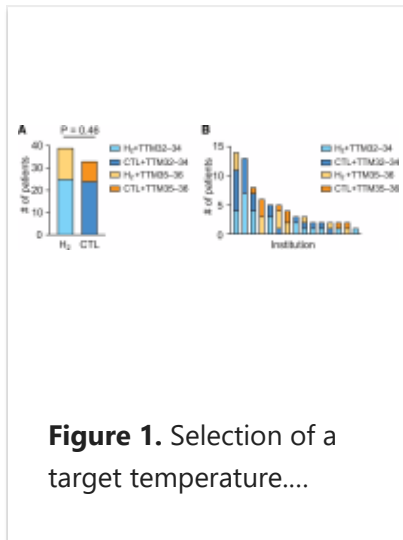 A
P = 0.46
# of patients
40
30
20
10
0
H₂ CTL
H₂+TTM32–34
CTL+TTM32–34
H₂+TTM35–36
CTL+TTM35–36
B
# of patients
15
10
5
0
Institution
H₂+TTM32–34
CTL+TTM32–34
H₂+TTM35–36
CTL+TTM35–36
Figure 1. Selection of a
target temperature....